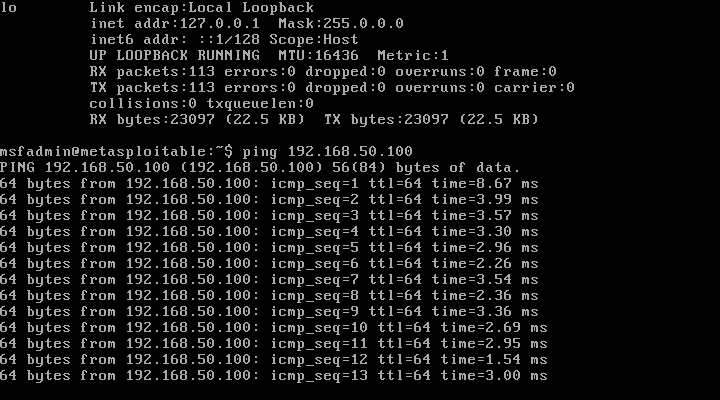 lo        Link encap:Local Loopback
          inet addr:127.0.0.1  Mask:255.0.0.0
          inet6 addr: ::1/128 Scope:Host
          UP LOOPBACK RUNNING  MTU:16436  Metric:1
          RX packets:113 errors:0 dropped:0 overruns:0 frame:0
          TX packets:113 errors:0 dropped:0 overruns:0 carrier:0
          collisions:0 txqueuelen:0
          RX bytes:23097 (22.5 KB)  TX bytes:23097 (22.5 KB)
msfadmin@metasploitable:~$ ping 192.168.50.100
PING 192.168.50.100 (192.168.50.100) 56(84) bytes of data.
64 bytes from 192.168.50.100: icmp_seq=1 ttl=64 time=8.67 ms
64 bytes from 192.168.50.100: icmp_seq=2 ttl=64 time=3.99 ms
64 bytes from 192.168.50.100: icmp_seq=3 ttl=64 time=3.57 ms
64 bytes from 192.168.50.100: icmp_seq=4 ttl=64 time=3.30 ms
64 bytes from 192.168.50.100: icmp_seq=5 ttl=64 time=2.96 ms
64 bytes from 192.168.50.100: icmp_seq=6 ttl=64 time=2.26 ms
64 bytes from 192.168.50.100: icmp_seq=7 ttl=64 time=3.54 ms
64 bytes from 192.168.50.100: icmp_seq=8 ttl=64 time=2.36 ms
64 bytes from 192.168.50.100: icmp_seq=9 ttl=64 time=3.36 ms
64 bytes from 192.168.50.100: icmp_seq=10 ttl=64 time=2.69 ms
64 bytes from 192.168.50.100: icmp_seq=11 ttl=64 time=2.95 ms
64 bytes from 192.168.50.100: icmp_seq=12 ttl=64 time=1.54 ms
64 bytes from 192.168.50.100: icmp_seq=13 ttl=64 time=3.00 ms